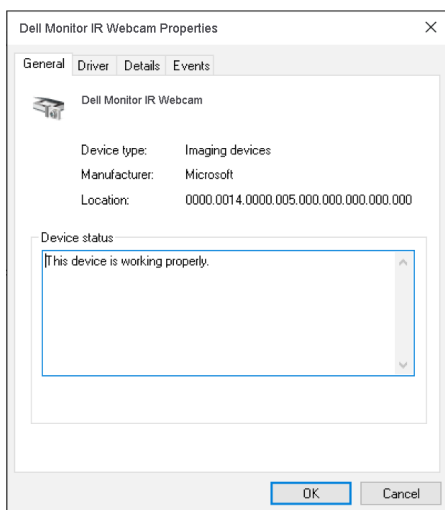 Dell Monitor IR Webcam Properties
General Driver Details Events
Dell Monitor IR Webcam
Device type: Imaging devices
Manufacturer: Microsoft
Location: 0000.0014.0000.005.000.000.000.000.000
Device status
This device is working properly.
OK Cancel